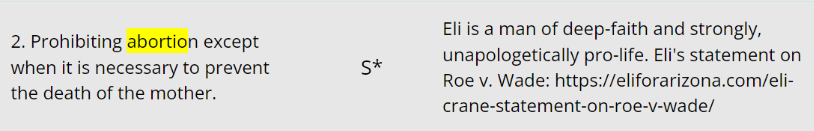 2. Prohibiting abortion except
when it is necessary to prevent
the death of the mother.
S*
Eli is a man of deep-faith and strongly,
unapologetically pro-life. Eli's statement on
Roe v. Wade: https://eliforarizona.com/eli-
crane-statement-on-roe-v-wade/